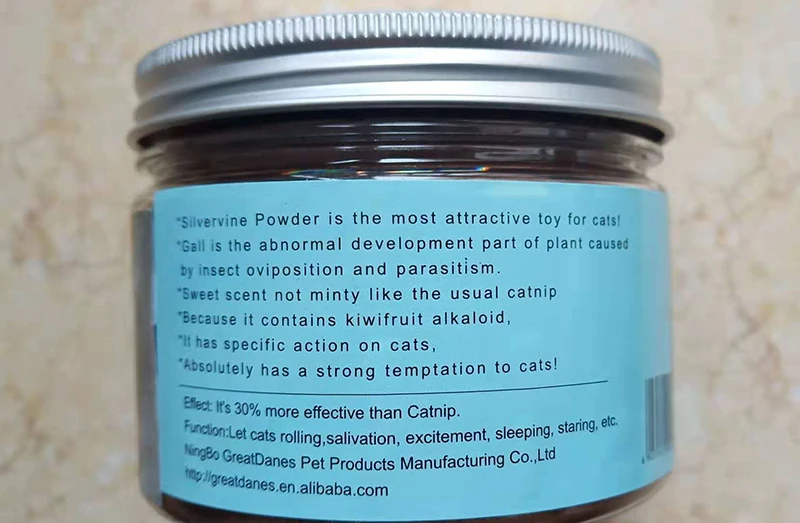 *Silvervine Powder is the most attractive toy for cats!
*Gall is the abnormal development part of plant caused
by insect oviposition and parasitism.
*Sweet scent not minty like the usual catnip
*Because it contains kiwifruit alkaloid,
*It has specific action on cats,
*Absolutely has a strong temptation to cats!
Effect: It's 30% more effective than Catnip.
Function:Let cats rolling,salivation, excitement, sleeping, staring, etc.
NingBo GreatDanes Pet Products Manufacturing Co.,Ltd
http://greatdanes.en.alibaba.com